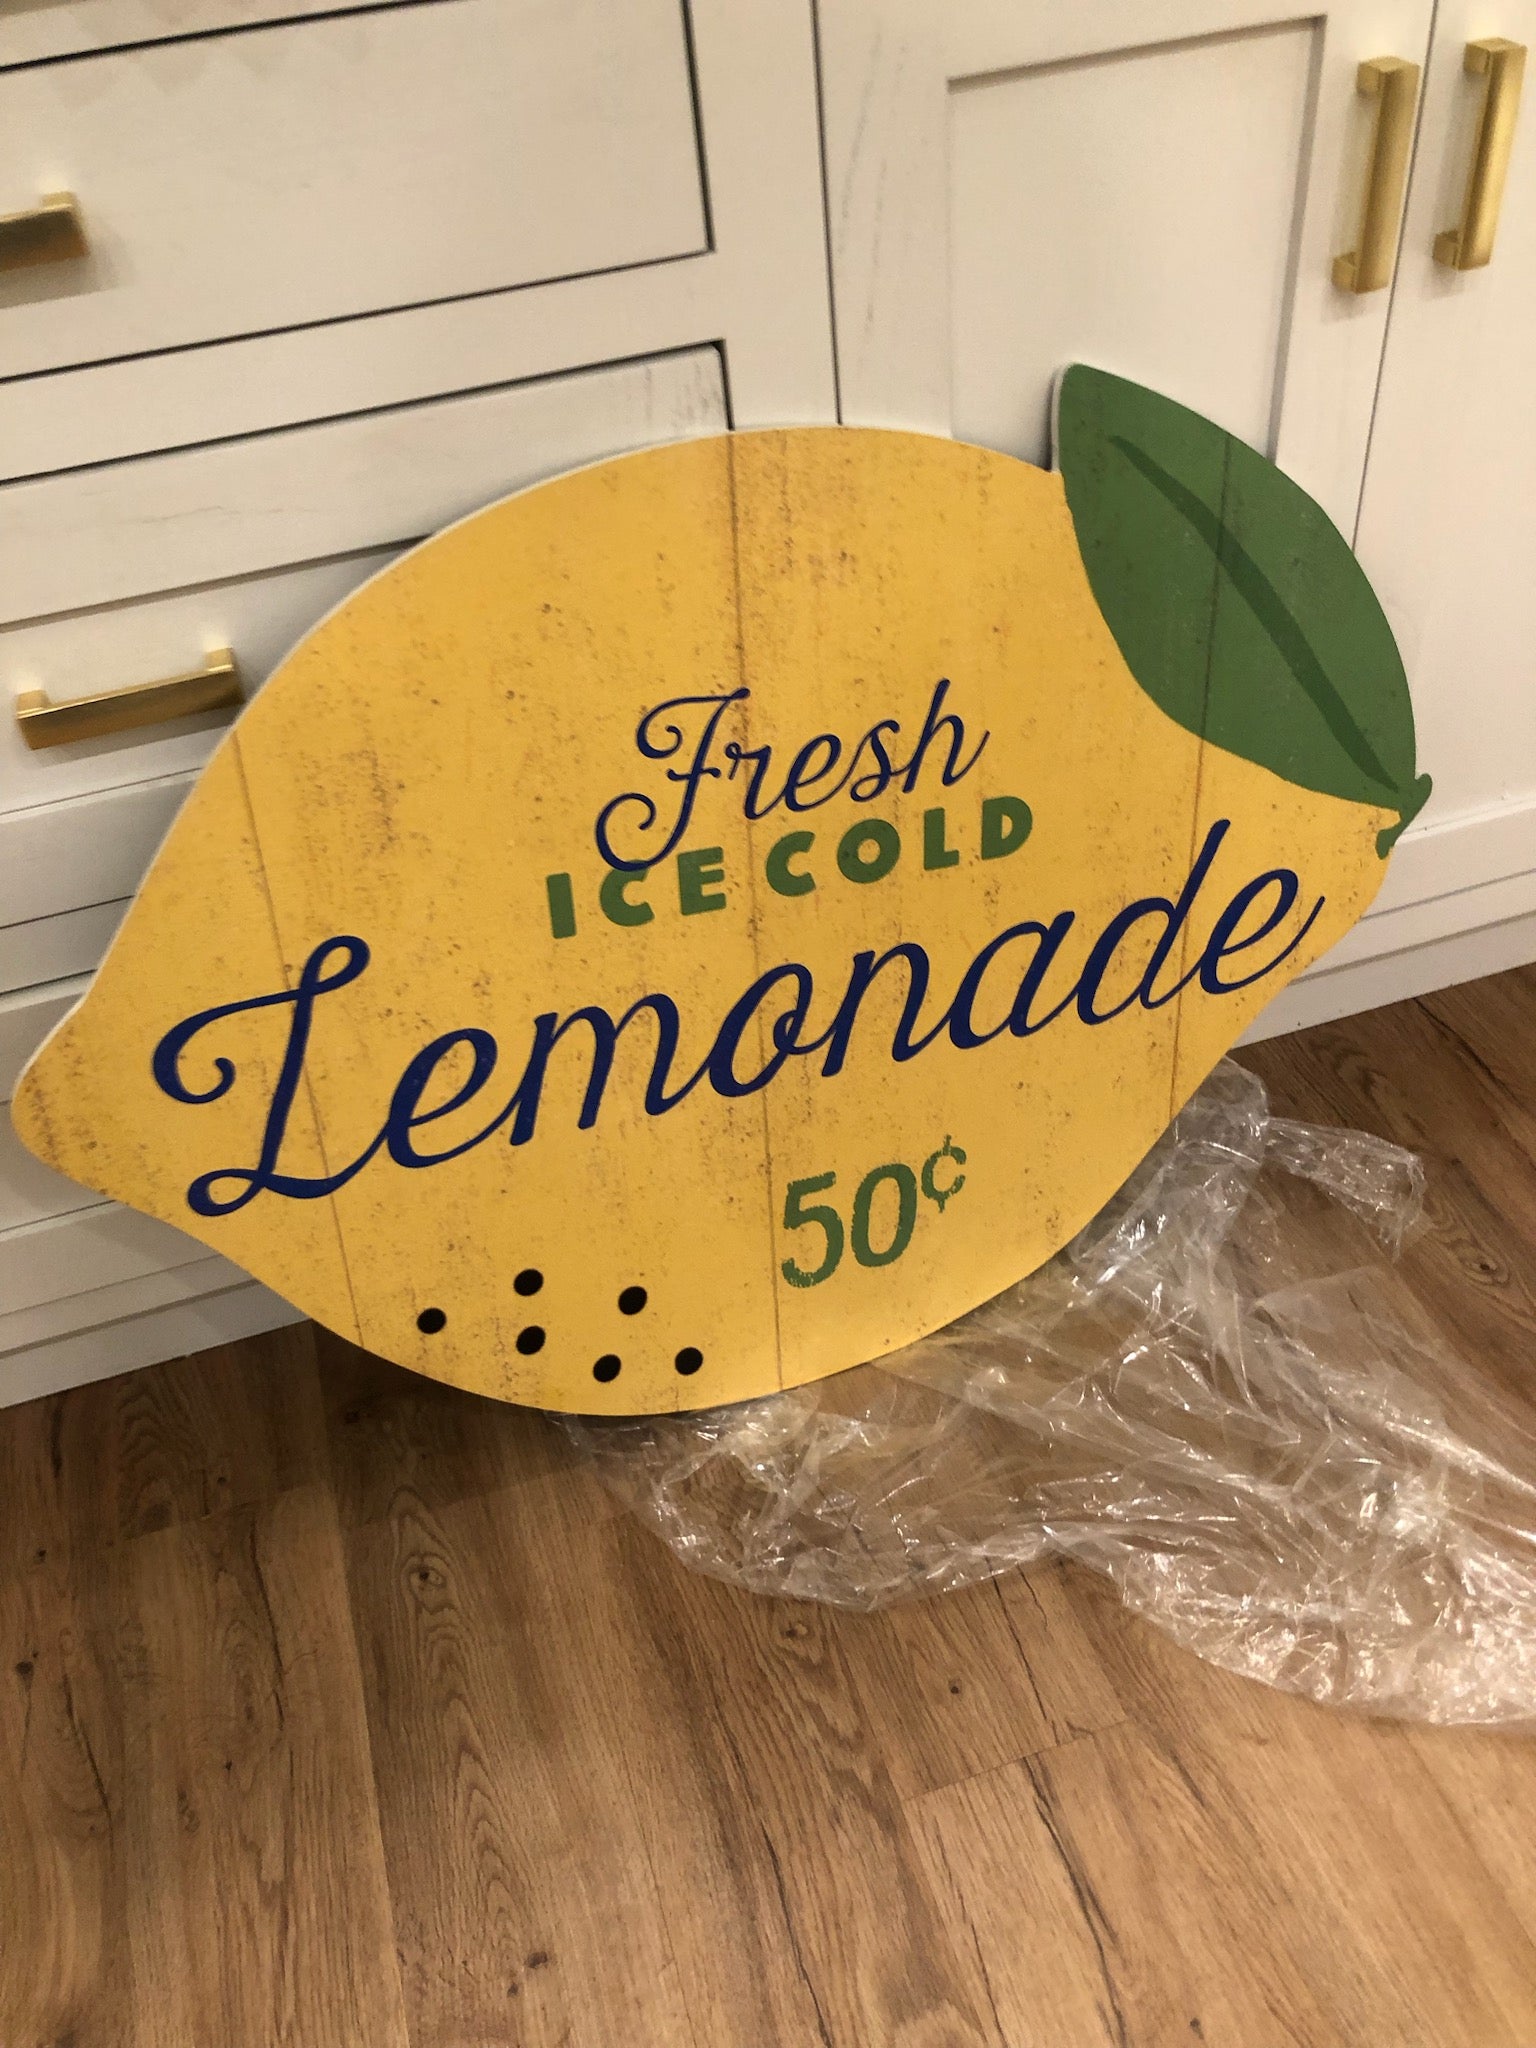 Fresh
ICE COLD
Lemonade
50¢